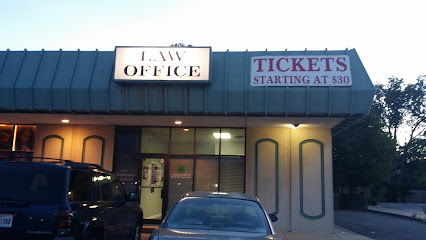 LAW
OFFICE
TICKETS
STARTING AT $30